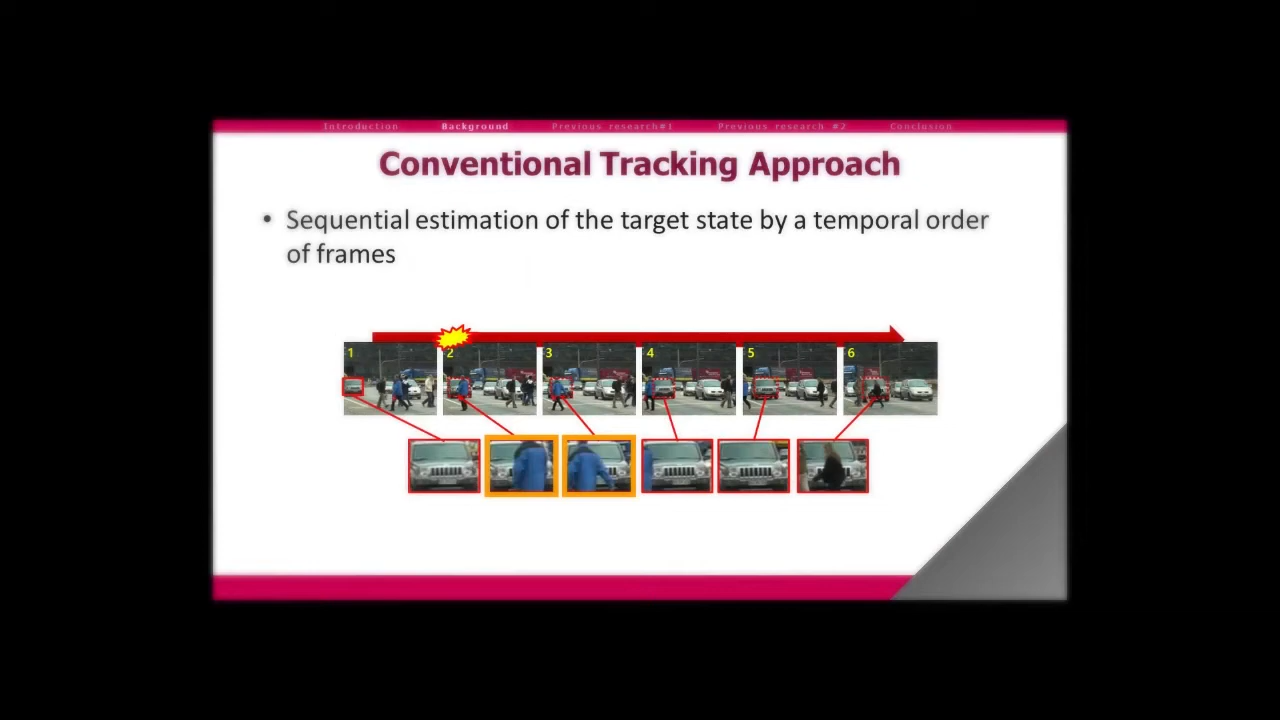 Introduction Background Previous research#1 Previous research #2 Conclusion
Conventional Tracking Approach
• Sequential estimation of the target state by a temporal order
of frames
1 2 3 4 5 6